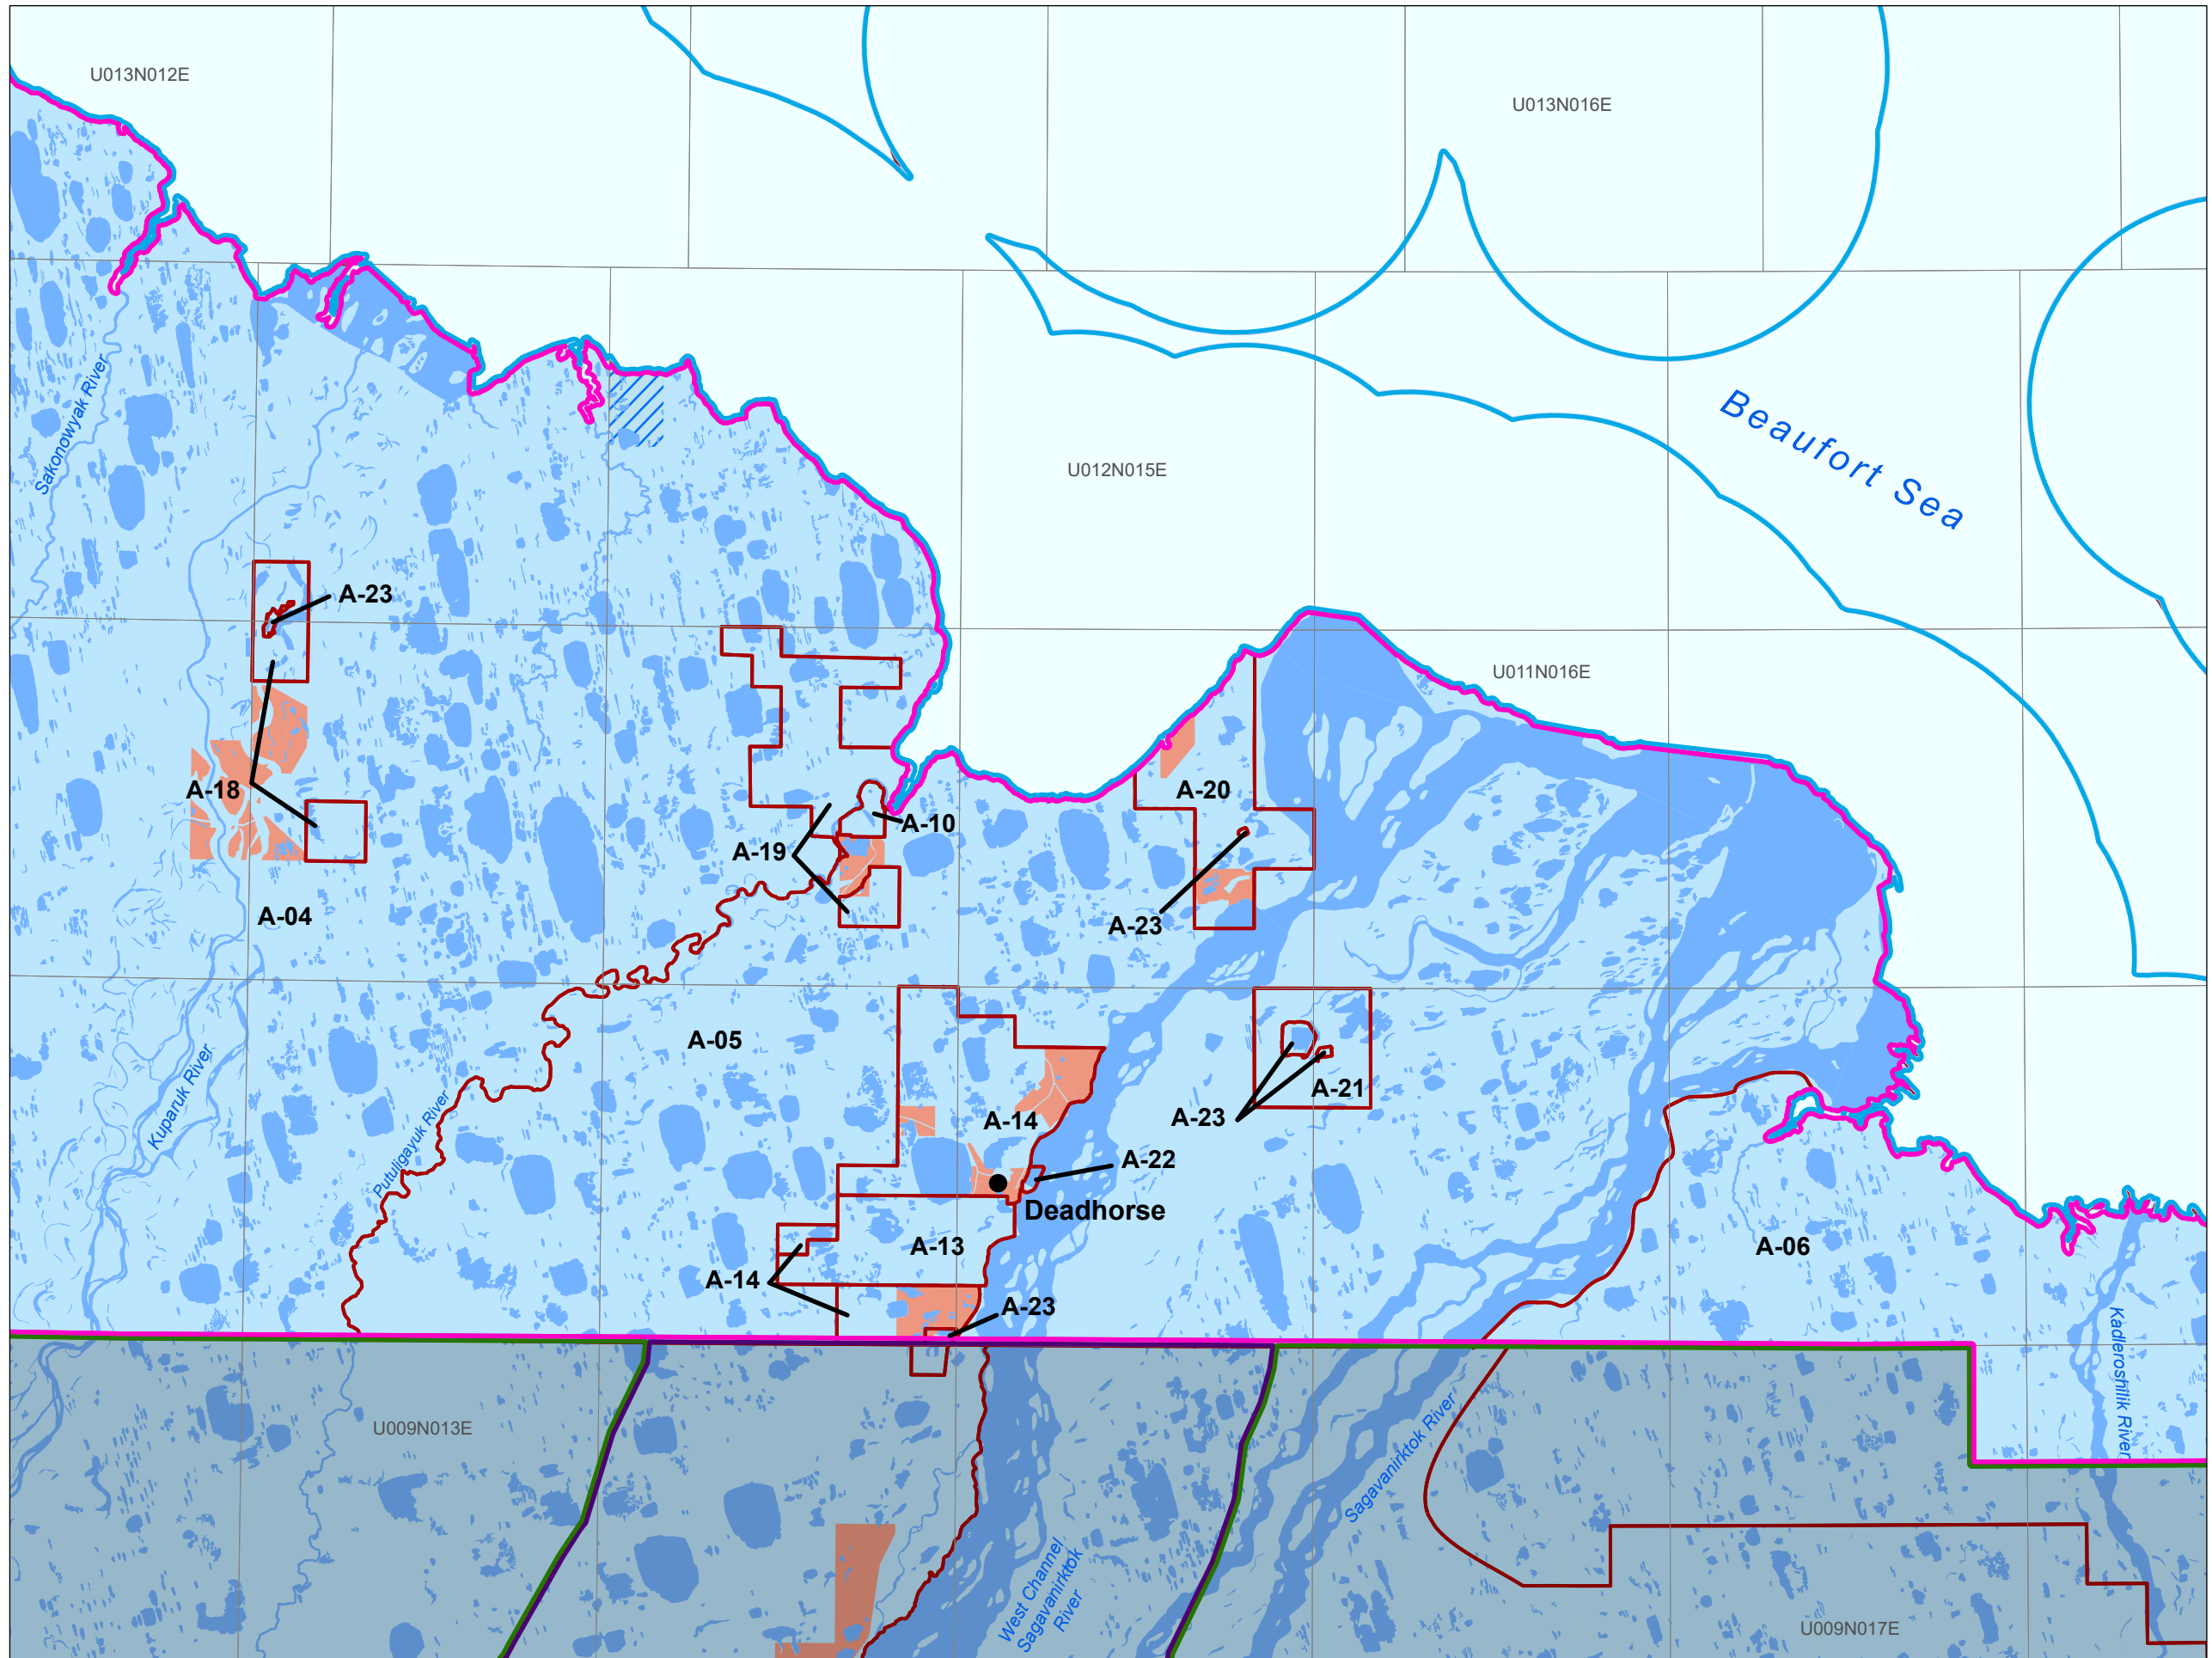 U013N012E
U013N016E
Beaufort Sea
Sakonowyak River
U012N015E
A-23
U011N016E
A-18
A-20
A-10
A-19
A-04
A-23
A-05
Kuparuk River
Putuligayuk River
A-14
A-21
A-23
A-22
Deadhorse
A-13
A-06
A-14
A-23
Kadleroshilik River
U009N013E
Sagavanirktok River
West Channel
Sagavanirktok
River
U009N017E